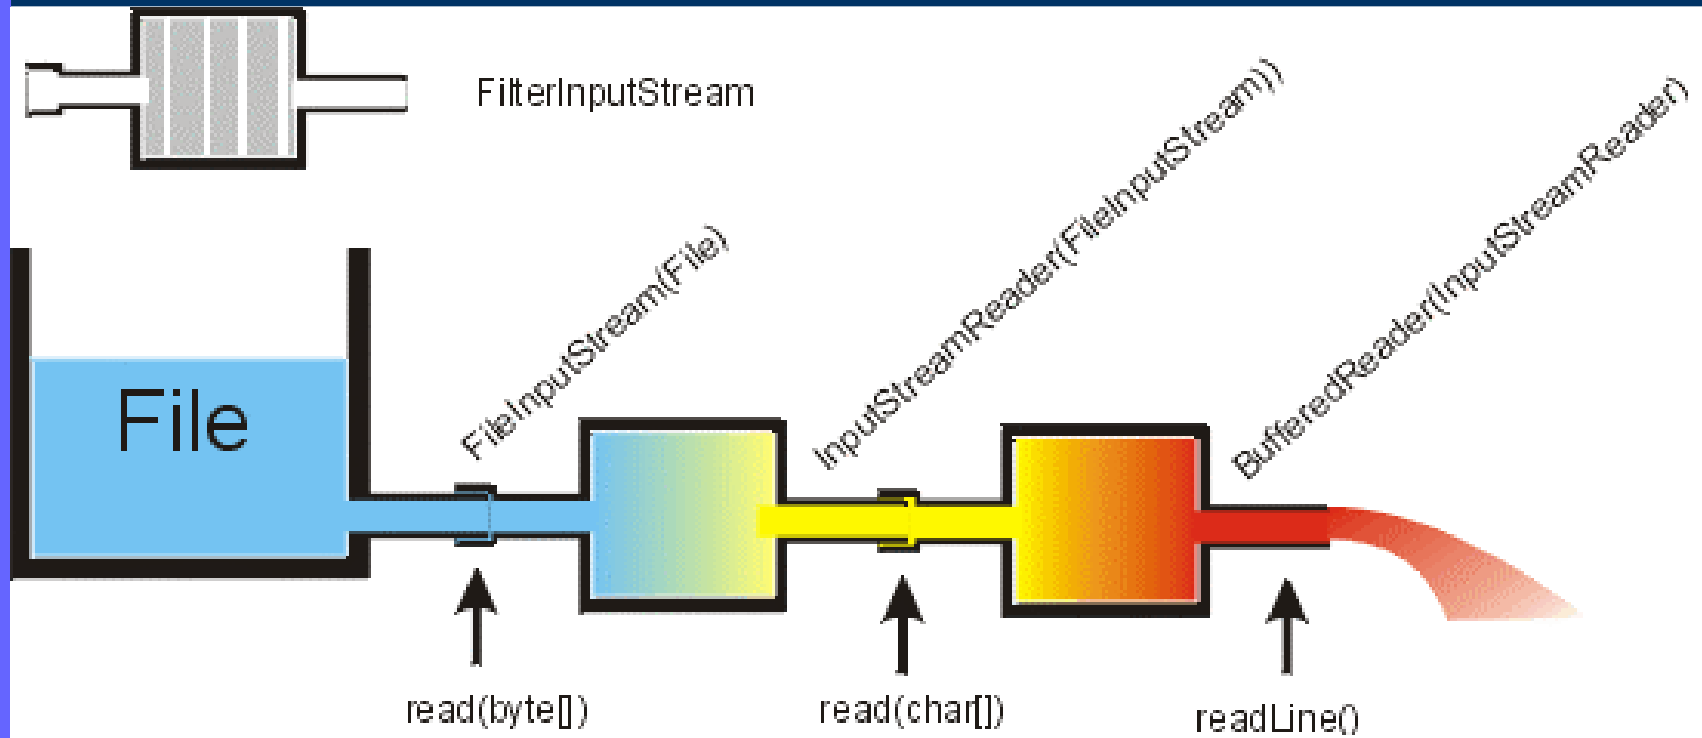 FilterInputStream
File
FileInputStream(File)
InputStreamReader(FileInputStream))
BufferedReader(InputStreamReader)
read(byte[])
read(char[])
readLine()